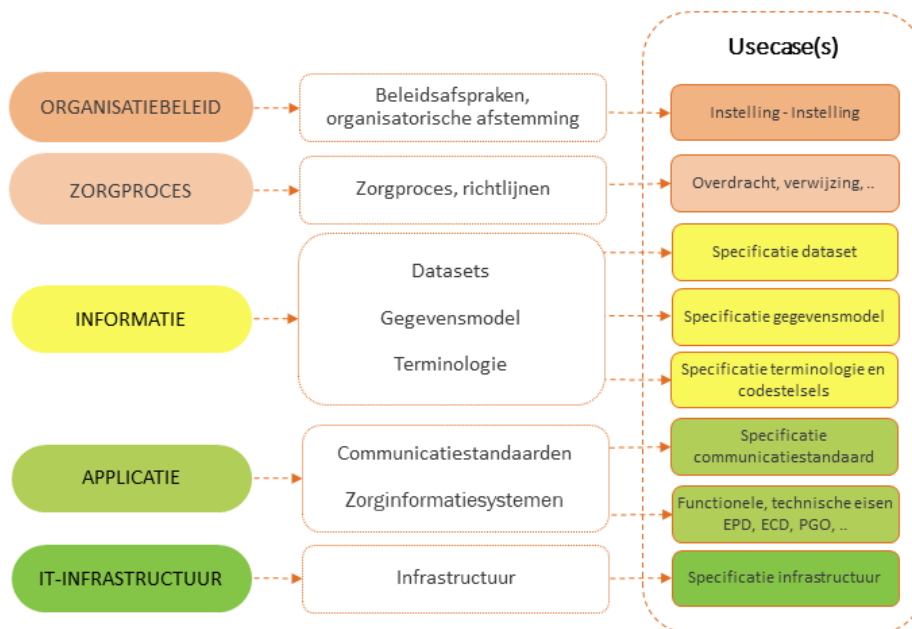 Usecase(s)
ORGANISATIEBELEID
Beleidsafspraken,
organisatorische afstemming
Instelling - Instelling
ZORGPROCES
Zorgproces, richtlijnen
Overdracht, verwijzing, ..
INFORMATIE
Datasets
Gegevensmodel
Terminologie
Specificatie dataset
Specificatie gegevensmodel
Specificatie terminologie en
codestelsels
APPLICATIE
Communicatiestandaarden
Zorginformatiesystemen
Specificatie
communicatiestandaard
Functionele, technische eisen
EPD, ECD, PGO, ..
IT-INFRASTRUCTUUR
Infrastructuur
Specificatie infrastructuur